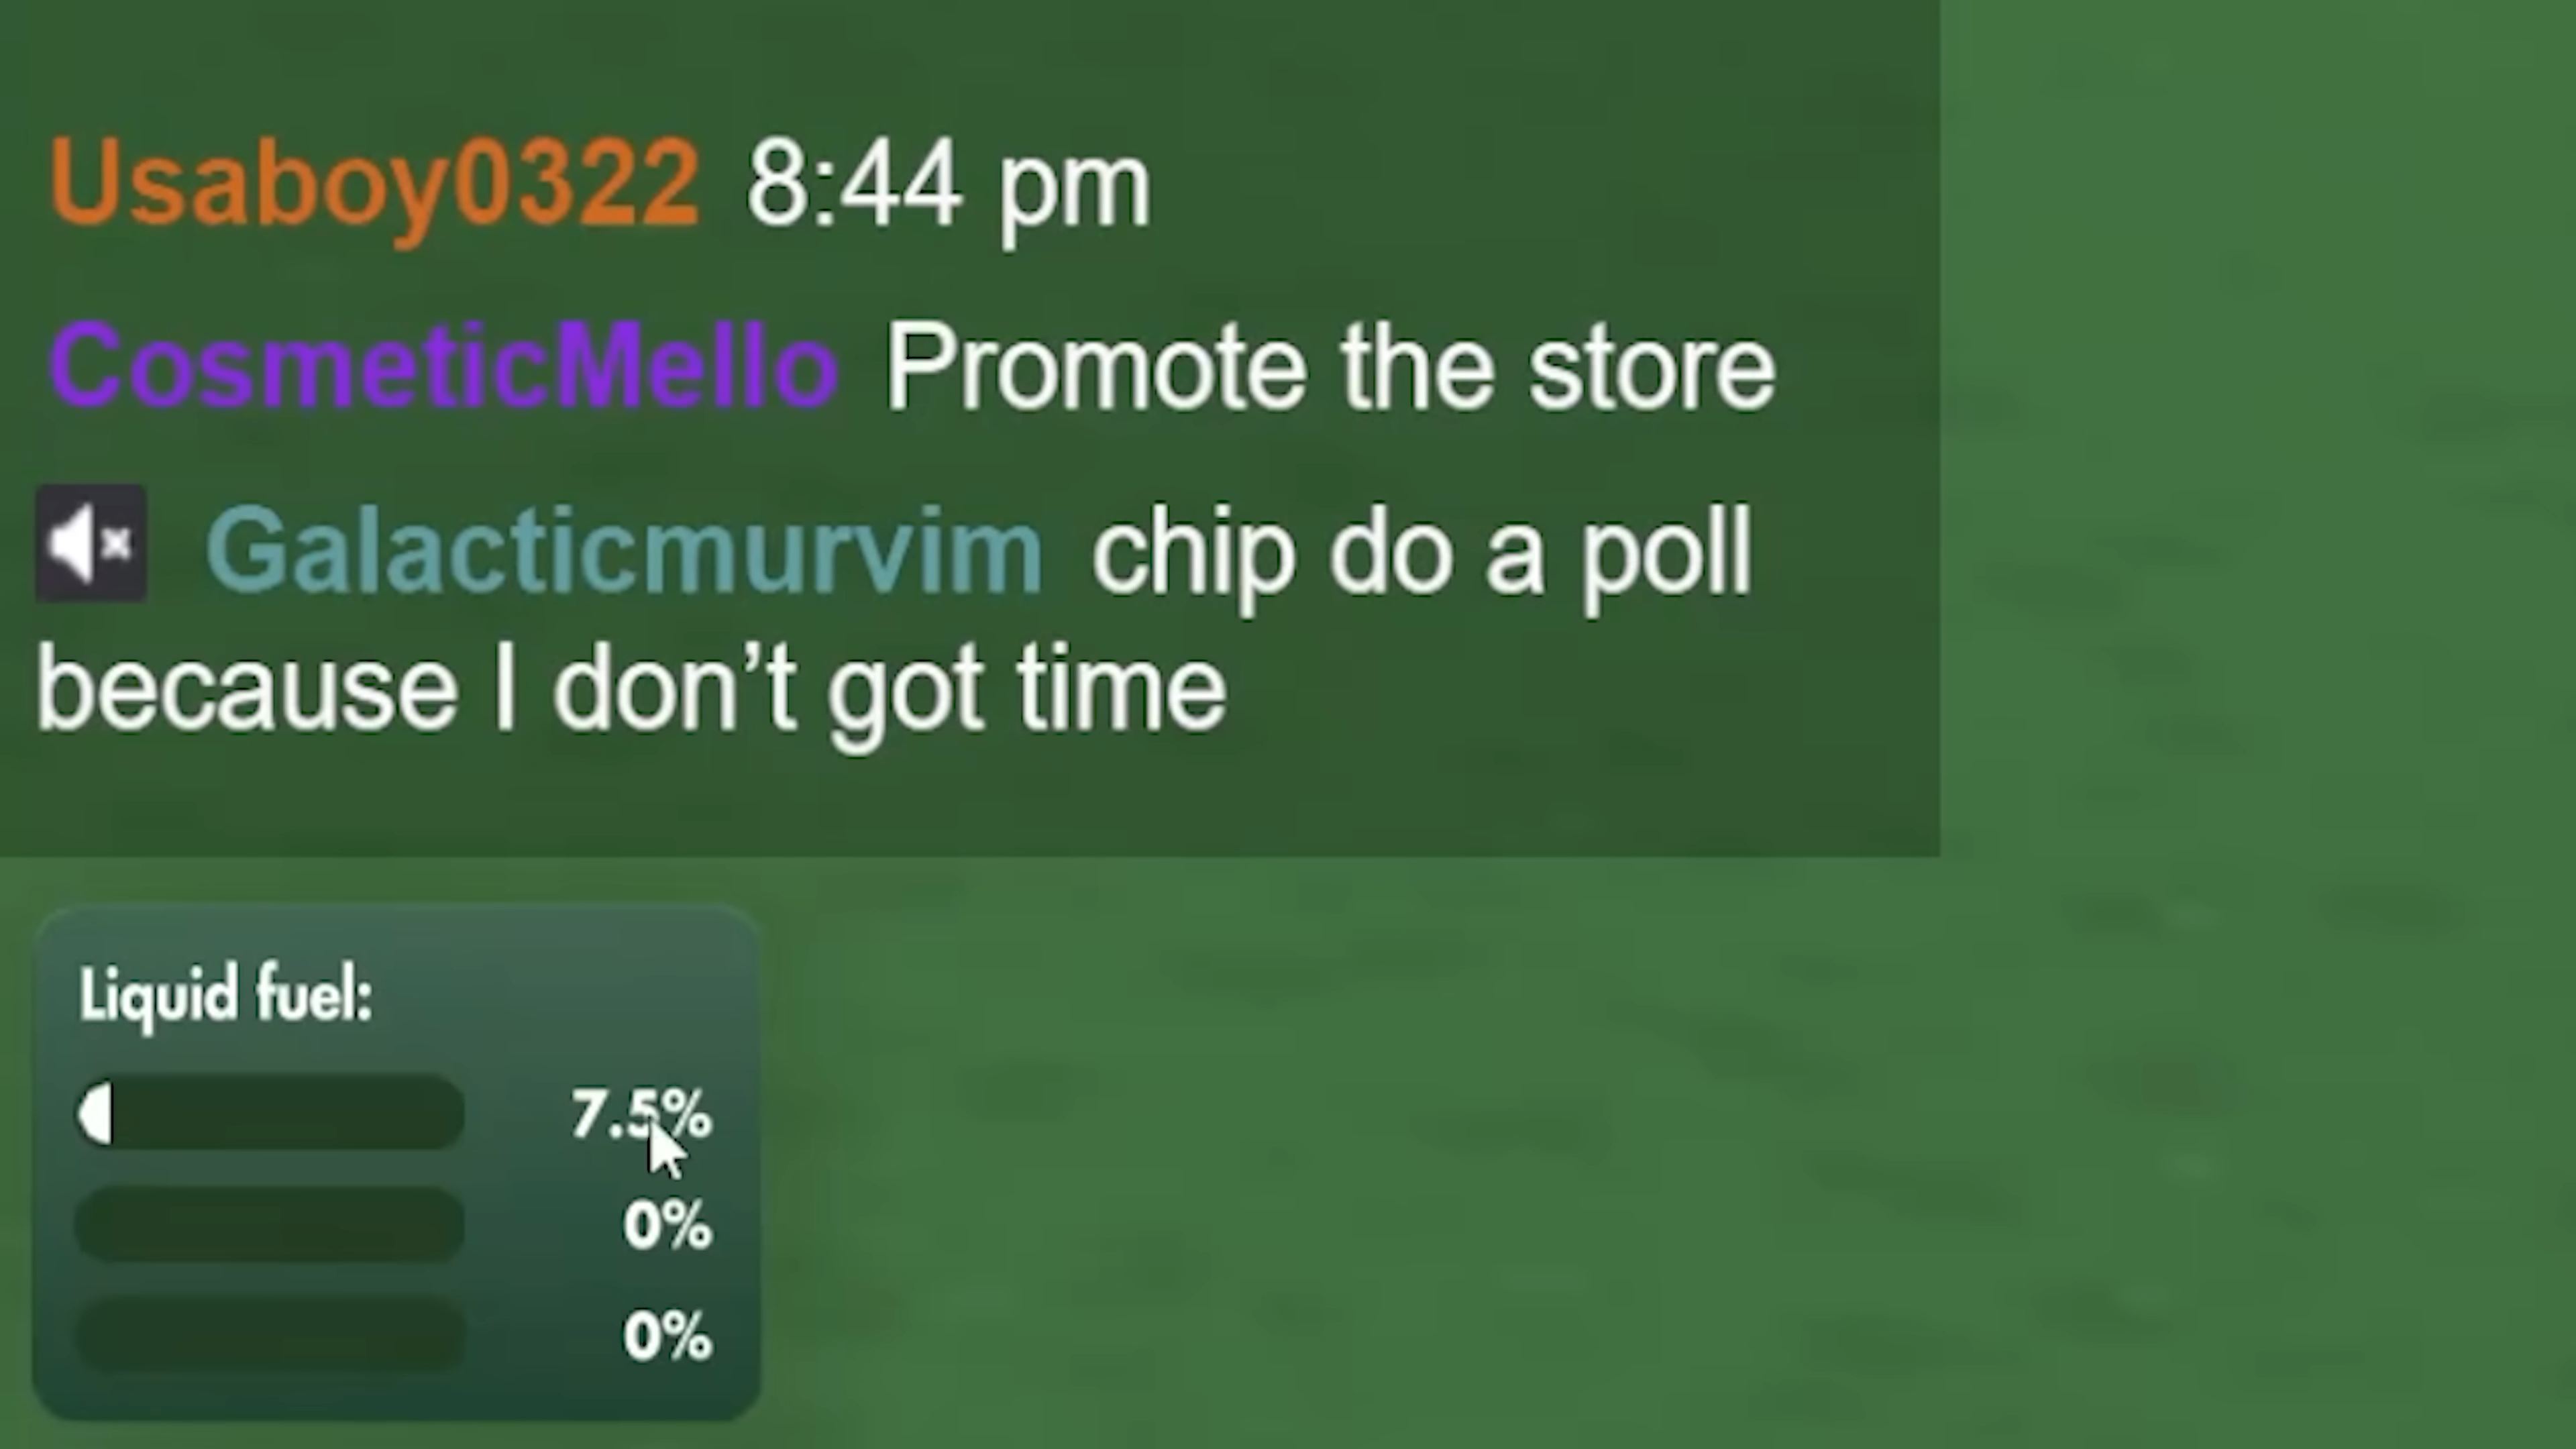 Usaboy0322 8:44 pm
CosmeticMello Promote the store
Galacticmurvim chip do a poll
because I don’t got time
Liquid fuel:
7.5%
0%
0%